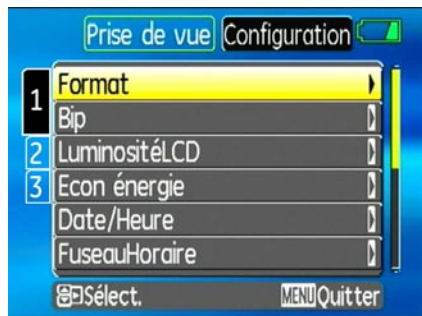 Prise de vue Configuration
1
Format
Bip
2 LuminositéLCD
3 Econ énergie
Date/Heure
FuseauHoraire
Sélect. MENU Quitter